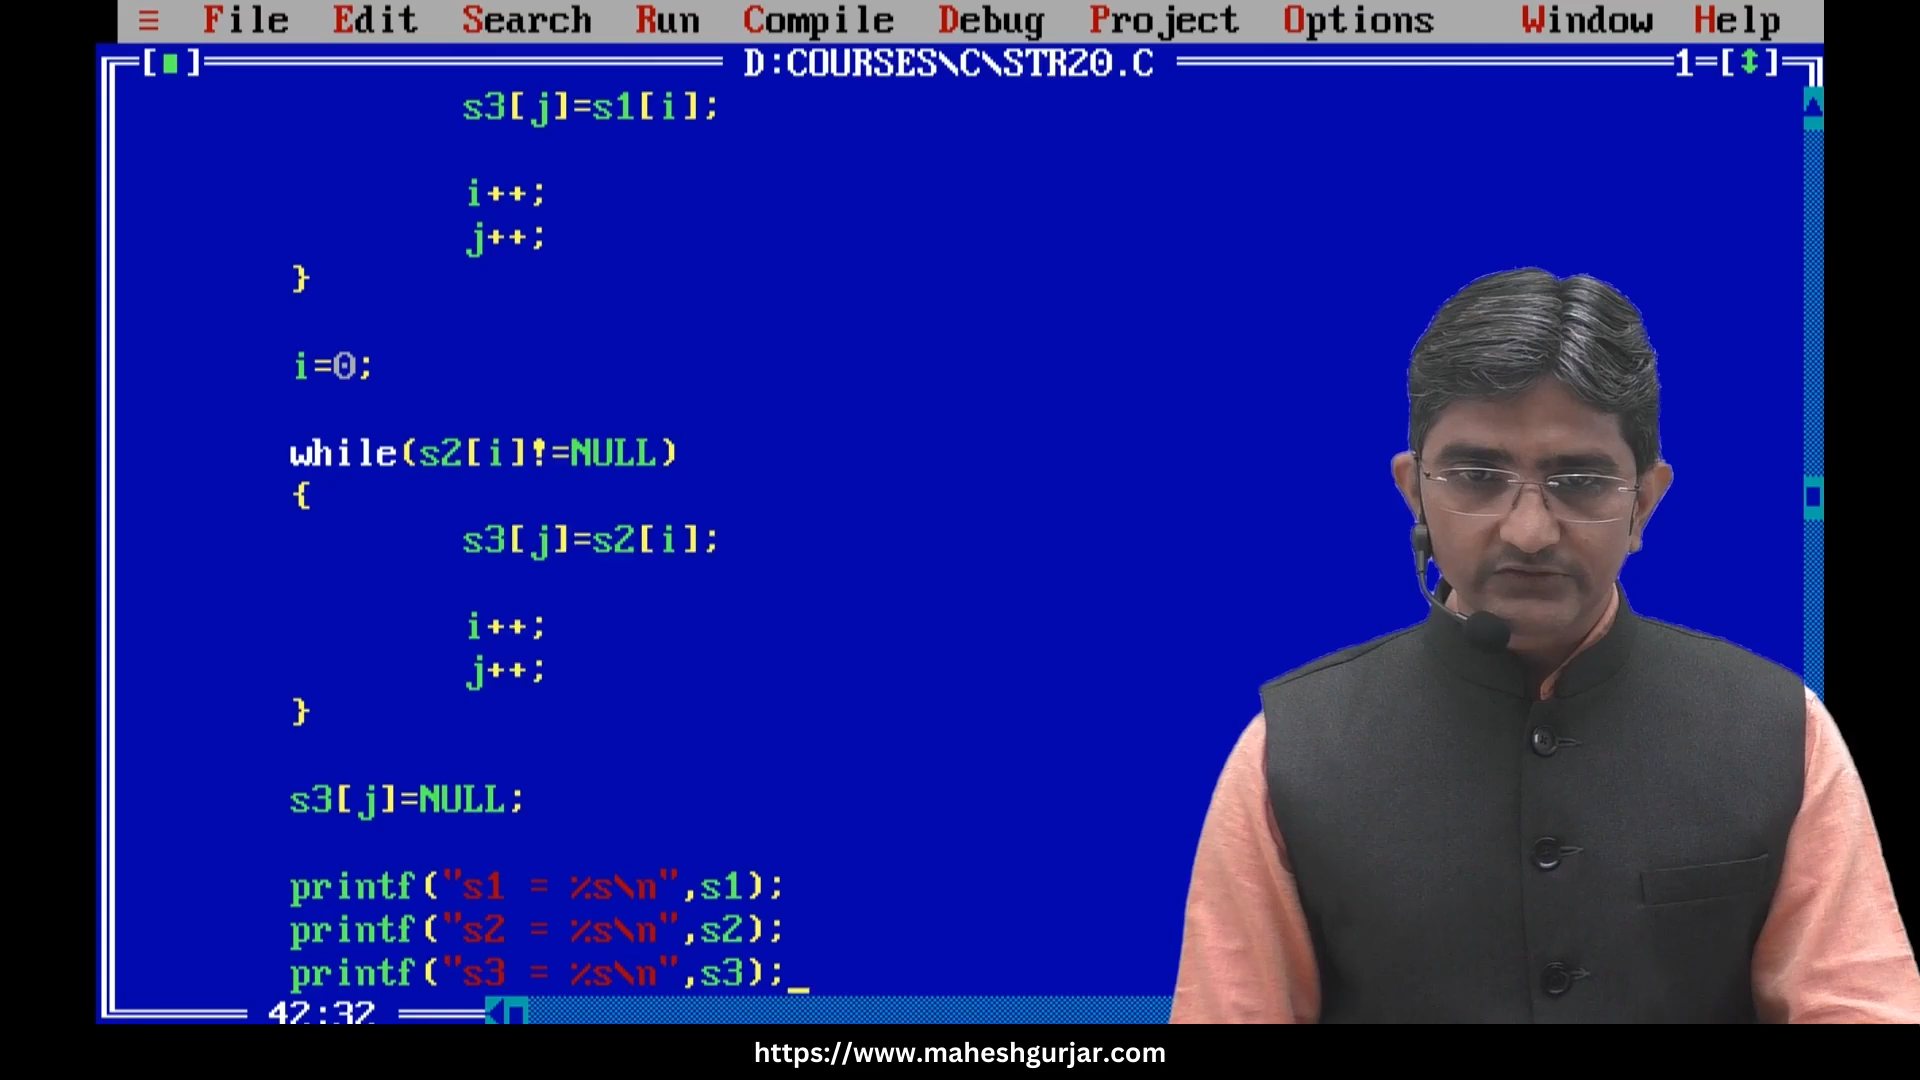 ≡ File Edit Search Run Compile Debug Project Options Window Help
[■] D:COURSES\C\STR20.C 1=[↕]
s3[j]=s1[i];
i++;
j++;
}
i=0;
while(s2[i]!=NULL)
{
s3[j]=s2[i];
i++;
j++;
}
s3[j]=NULL;
printf("s1 = %s\n",s1);
printf("s2 = %s\n",s2);
printf("s3 = %s\n",s3);_
42:32
https://www.maheshgurjar.com